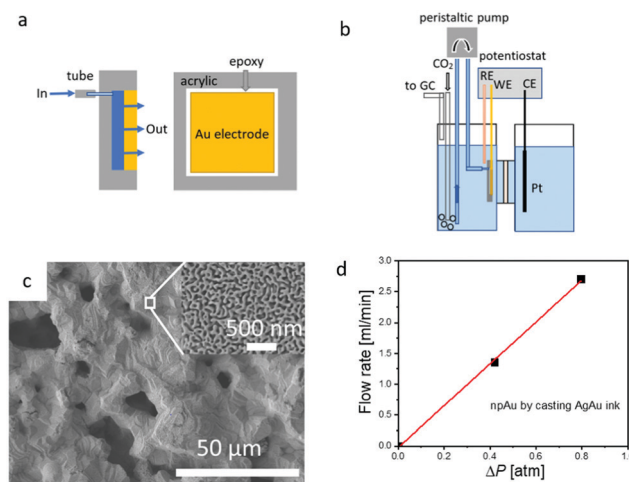 a
tube
In
Out
epoxy
acrylic
Au electrode
b
peristaltic pump
CO₂
potentiostat
to GC
RE
WE
CE
Pt
c
500 nm
50 μm
d
Flow rate [ml/min]
3.0
2.5
2.0
1.5
1.0
0.5
0.0
0.0
0.2
0.4
0.6
0.8
npAu by casting AgAu ink
ΔP [atm]